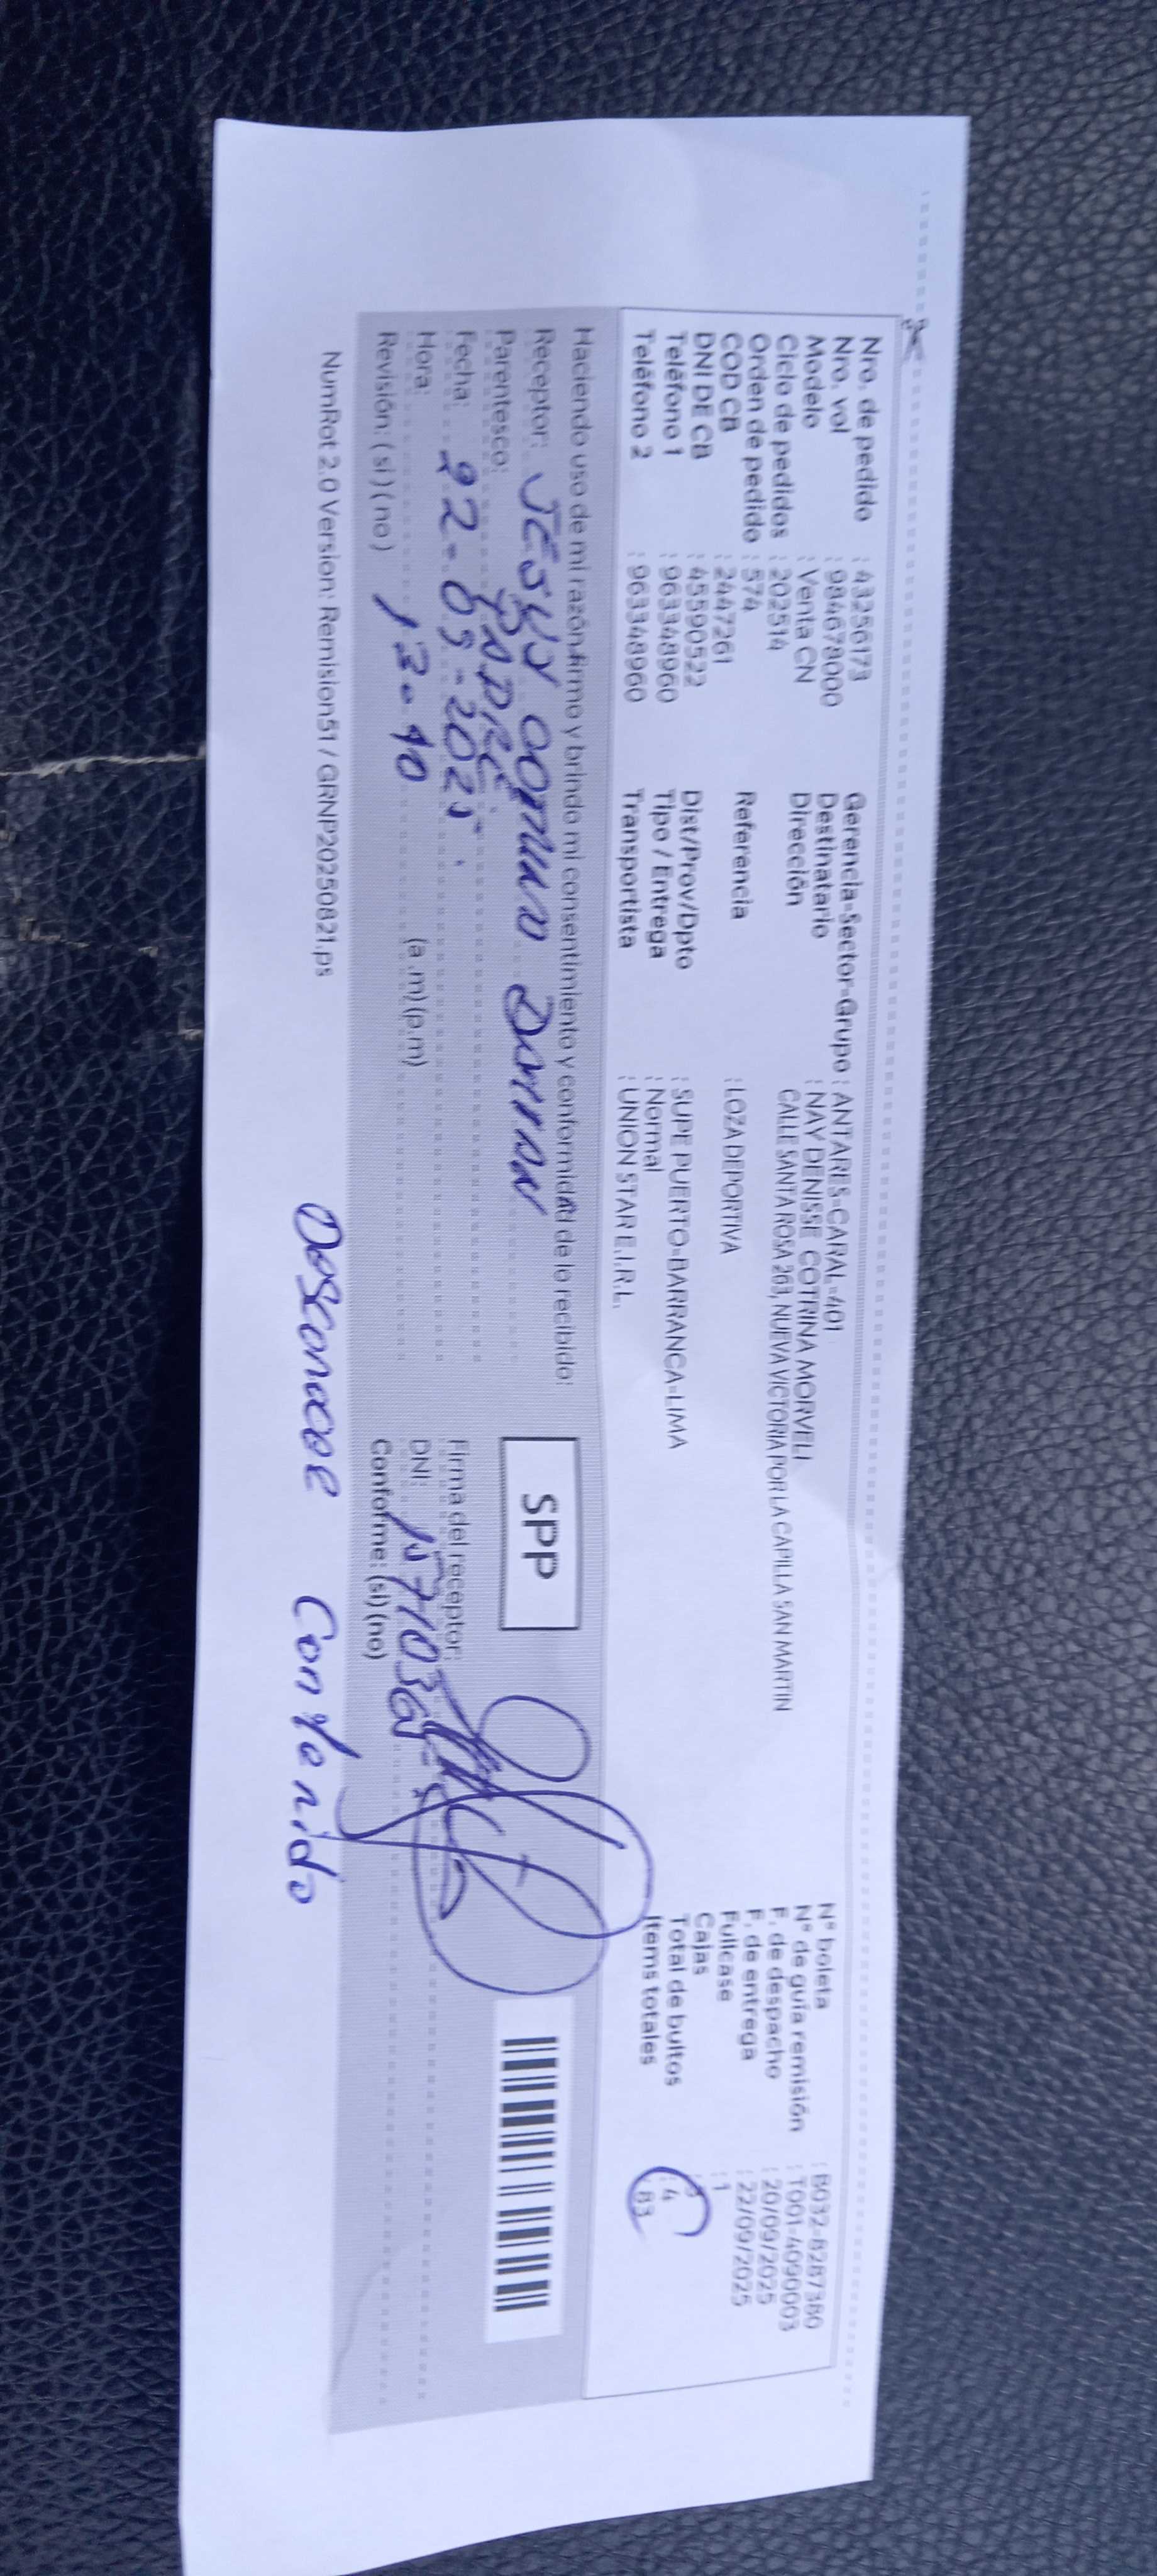 Nro. de pedido : 43256173
Nro. vol : 984678000
Modelo : Venta CN
Ciclo de pedidos : 202514
Orden de pedido : 574
COD CB : 2447261
DNI DE CB : 45590522
Teléfono 1 : 963348960
Teléfono 2 : 963348960
Gerencia-Sector-Grupo : ANTARES-CARAL-401
Destinatario : NAY DENISSE COTRINA MORVELI
Dirección CALLE SANTA ROSA 263, NUEVA VICTORIA POR LA CAPILLA SAN MARTIN
Referencia : LOZA DEPORTIVA
Dist/Prov/Dpto : SUPE PUERTO-BARRANCA-LIMA
Tipo / Entrega : Normal
Transportista : UNION STAR E.I.R.L.
N° boleta : B032-8287380
N° de guía remisión : T001-4090003
F. de despacho : 20/09/2025
F. de entrega : 22/09/2025
Fullcase : 1
Cajas
Total de bultos : 4
Items totales : 83
Haciendo uso de mi razón firmo y brindo mi consentimiento y conformidad de lo recibido:
Receptor:
Parentesco: PADRE
Fecha: 22-09-2025
Hora: 13-40 (a.m)(p.m)
Revisión: (si)(no)
SPP
Firma del receptor:
DNI:
Conforme: (si)(no)
NumRot 2.0 Version: Remision51 / GRNP20250821.ps
Desconoce Contenido